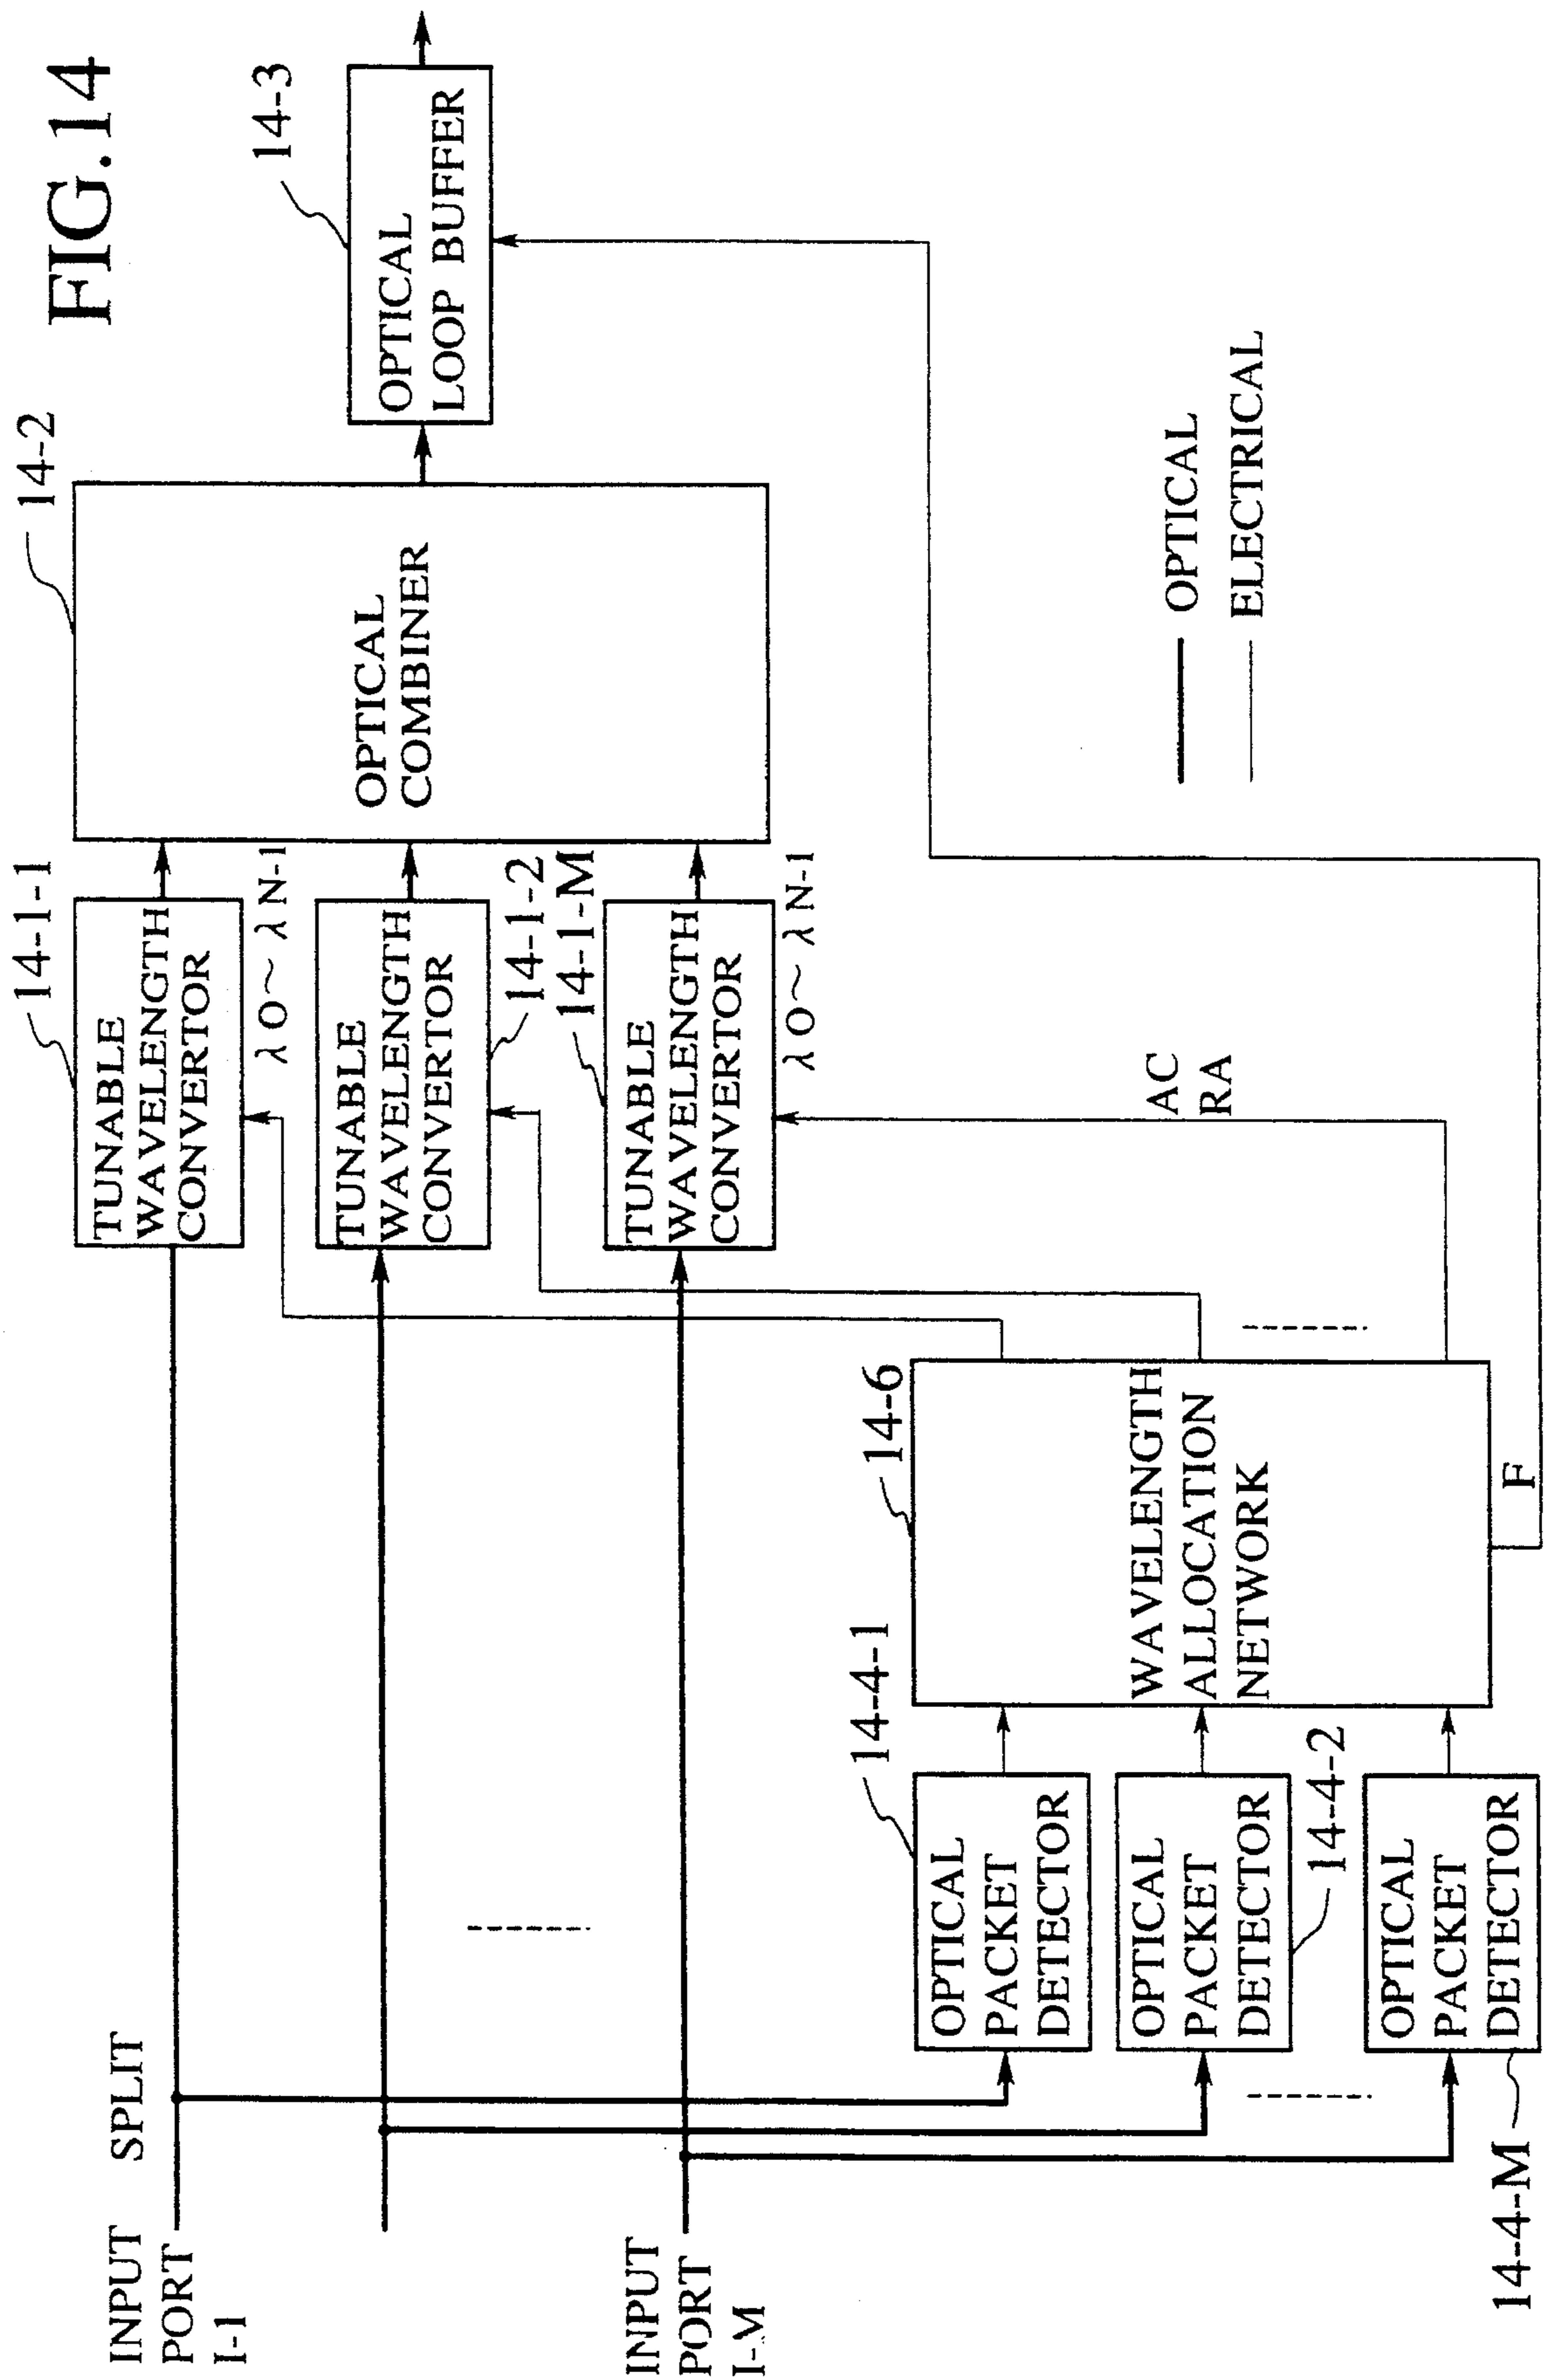 FIG.14
INPUT
PORT
I-1
SPLIT
INPUT
PORT
I-M
14-1-1
TUNABLE
WAVELENGTH
CONVERTOR
λ0~λN-1
TUNABLE
WAVELENGTH
CONVERTOR
14-1-2
14-1-M
TUNABLE
WAVELENGTH
CONVERTOR
λ0~λN-1
14-2
OPTICAL
COMBINER
14-3
OPTICAL
LOOP BUFFER
14-4-1
OPTICAL
PACKET
DETECTOR
OPTICAL
PACKET
DETECTOR
14-4-2
OPTICAL
PACKET
DETECTOR
14-4-M
14-6
WAVELENGTH
ALLOCATION
NETWORK
F
AC
RA
OPTICAL
ELECTRICAL